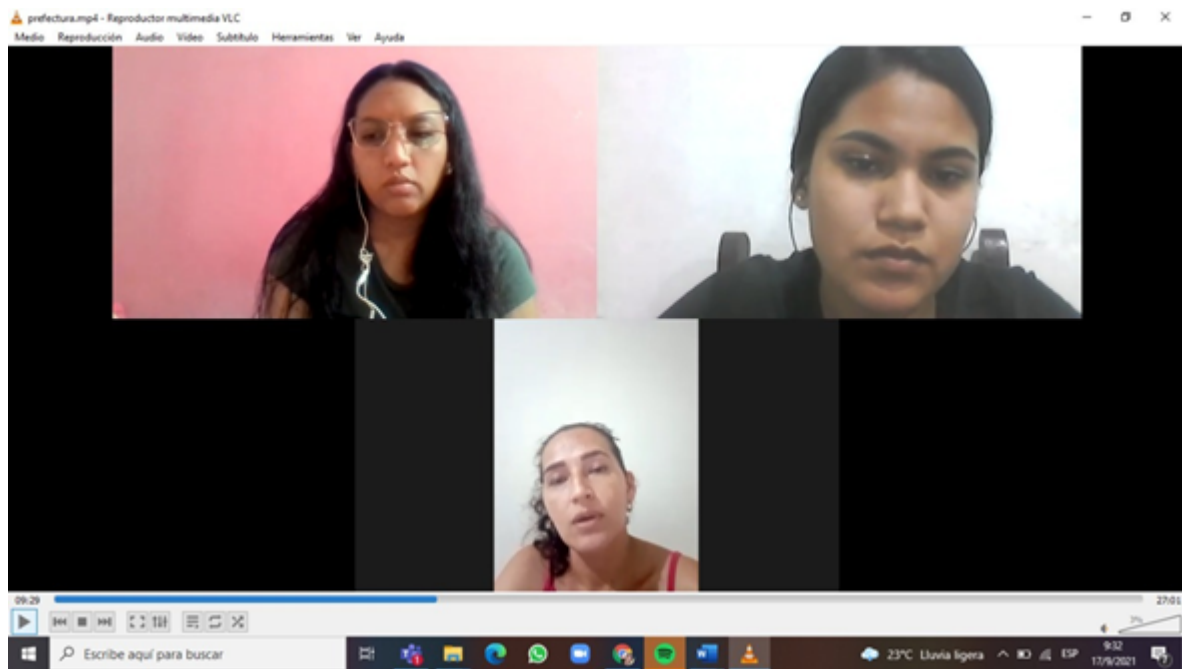 prefectura.mp4 - Reproductor multimedia VLC
Medio Reproducción Audio Video Subtítulo Herramientas Ver Ayuda
09:29 27:01
3%
Escribe aquí para buscar
23°C Lluvia ligera ESP
9:32
17/9/2021